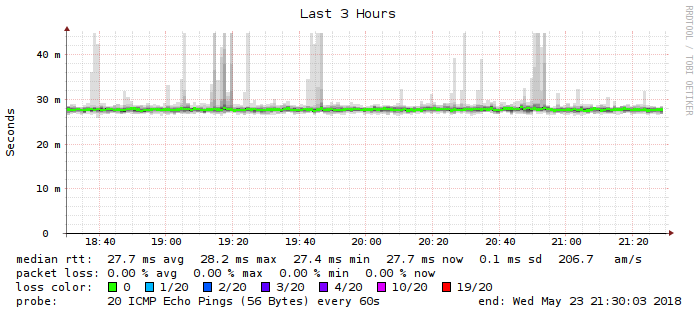 Last 3 Hours
RRDTOOL / TOBI OETIKER
Seconds
40 m
30 m
20 m
10 m
0
18:40 19:00 19:20 19:40 20:00 20:20 20:40 21:00 21:20
median rtt: 27.7 ms avg 28.2 ms max 27.4 ms min 27.7 ms now 0.1 ms sd 206.7 am/s
packet loss: 0.00 % avg 0.00 % max 0.00 % min 0.00 % now
loss color: 0 1/20 2/20 3/20 4/20 10/20 19/20
probe: 20 ICMP Echo Pings (56 Bytes) every 60s end: Wed May 23 21:30:03 2018